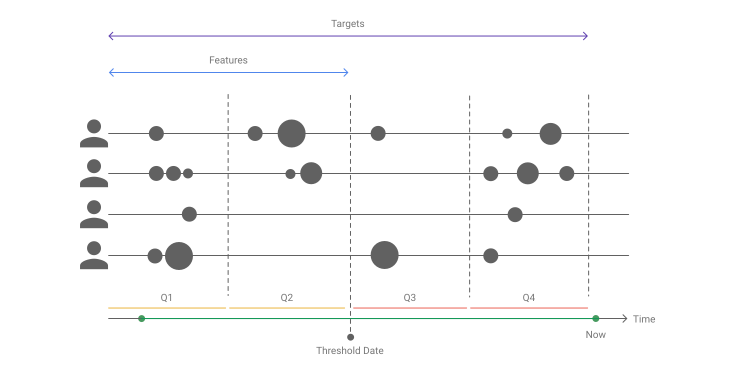 Targets
Features
Q1
Q2
Q3
Q4
Time
Now
Threshold Date